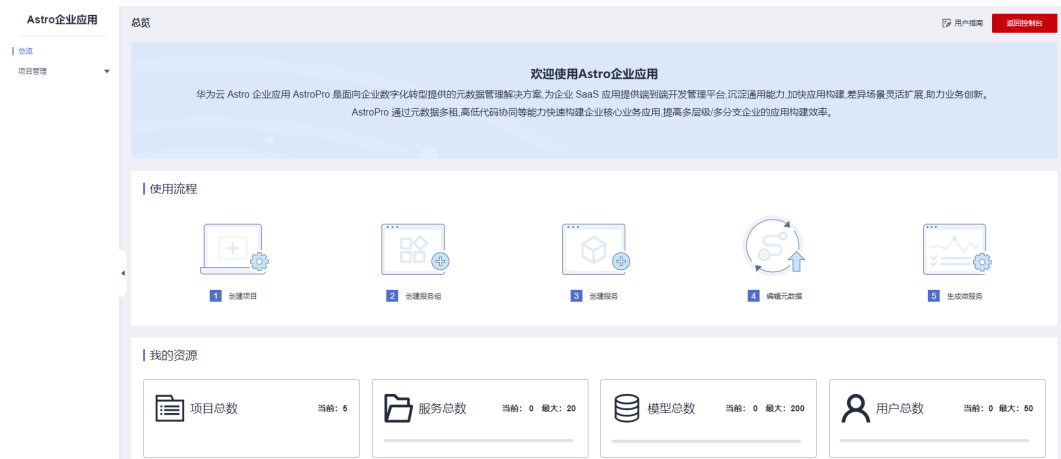 Astro企业应用
总览
用户指南
返回控制台
总览
项目管理
欢迎使用Astro企业应用
华为云 Astro 企业应用 AstroPro 是面向企业数字化转型提供的元数据管理解决方案,为企业 SaaS 应用提供端到端开发管理平台,沉淀通用能力,加快应用构建,差异场景灵活扩展,助力业务创新。
AstroPro 通过元数据多租,高低代码协同等能力快速构建企业核心业务应用,提高多层级/多分支企业的应用构建效率。
使用流程
1 创建项目
2 创建服务组
3 创建服务
4 编辑元数据
5 生成微服务
我的资源
项目总数 当前: 5
服务总数 当前: 0 最大: 20
模型总数 当前: 0 最大: 200
用户总数 当前: 0 最大: 50